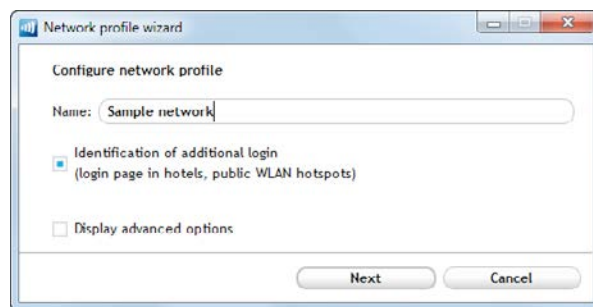 Network profile wizard
Configure network profile
Name: Sample network
Identification of additional login
(login page in hotels, public WLAN hotspots)
Display advanced options
Next Cancel